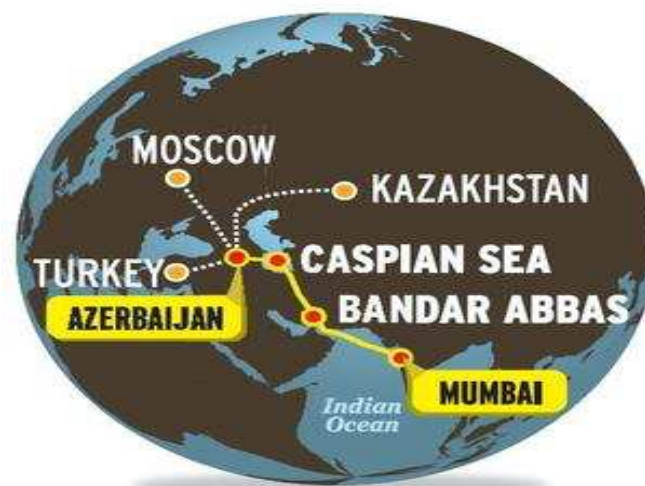 MOSCOW
KAZAKHSTAN
CASPIAN SEA
TURKEY
BANDAR ABBAS
AZERBAIJAN
MUMBAI
Indian
Ocean